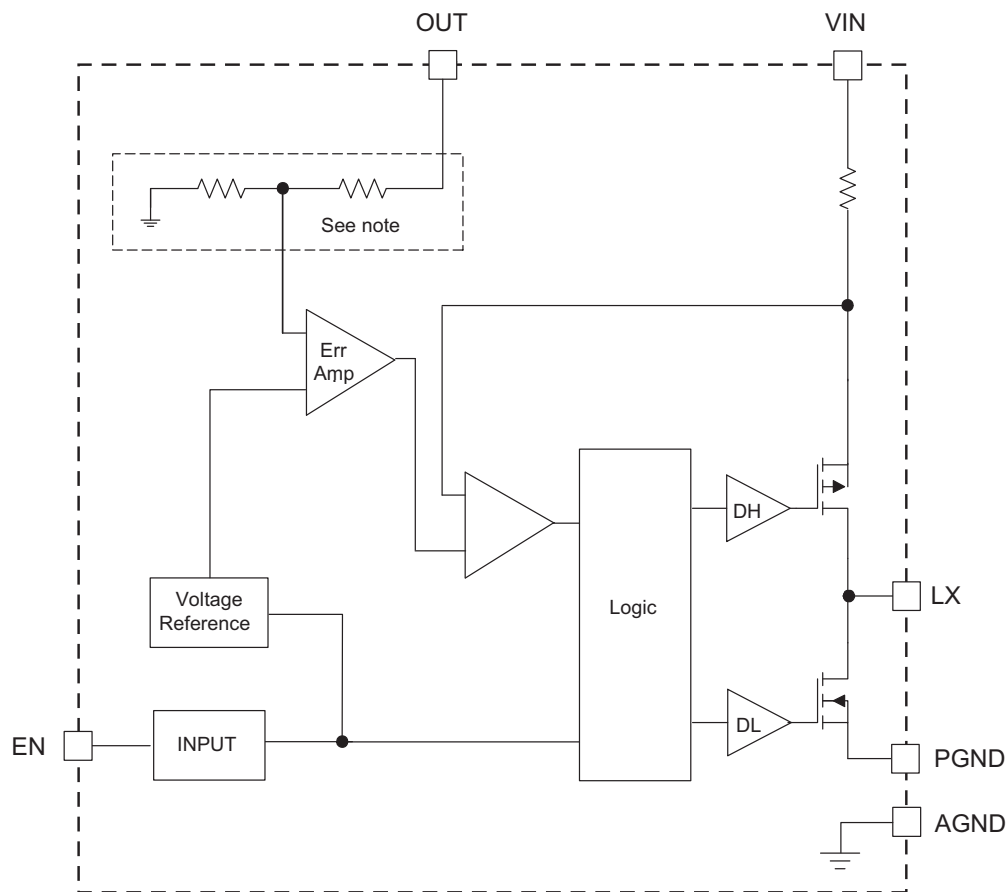 OUT
VIN
See note
Err
Amp
DH
LX
Voltage
Reference
Logic
DL
EN
INPUT
PGND
AGND